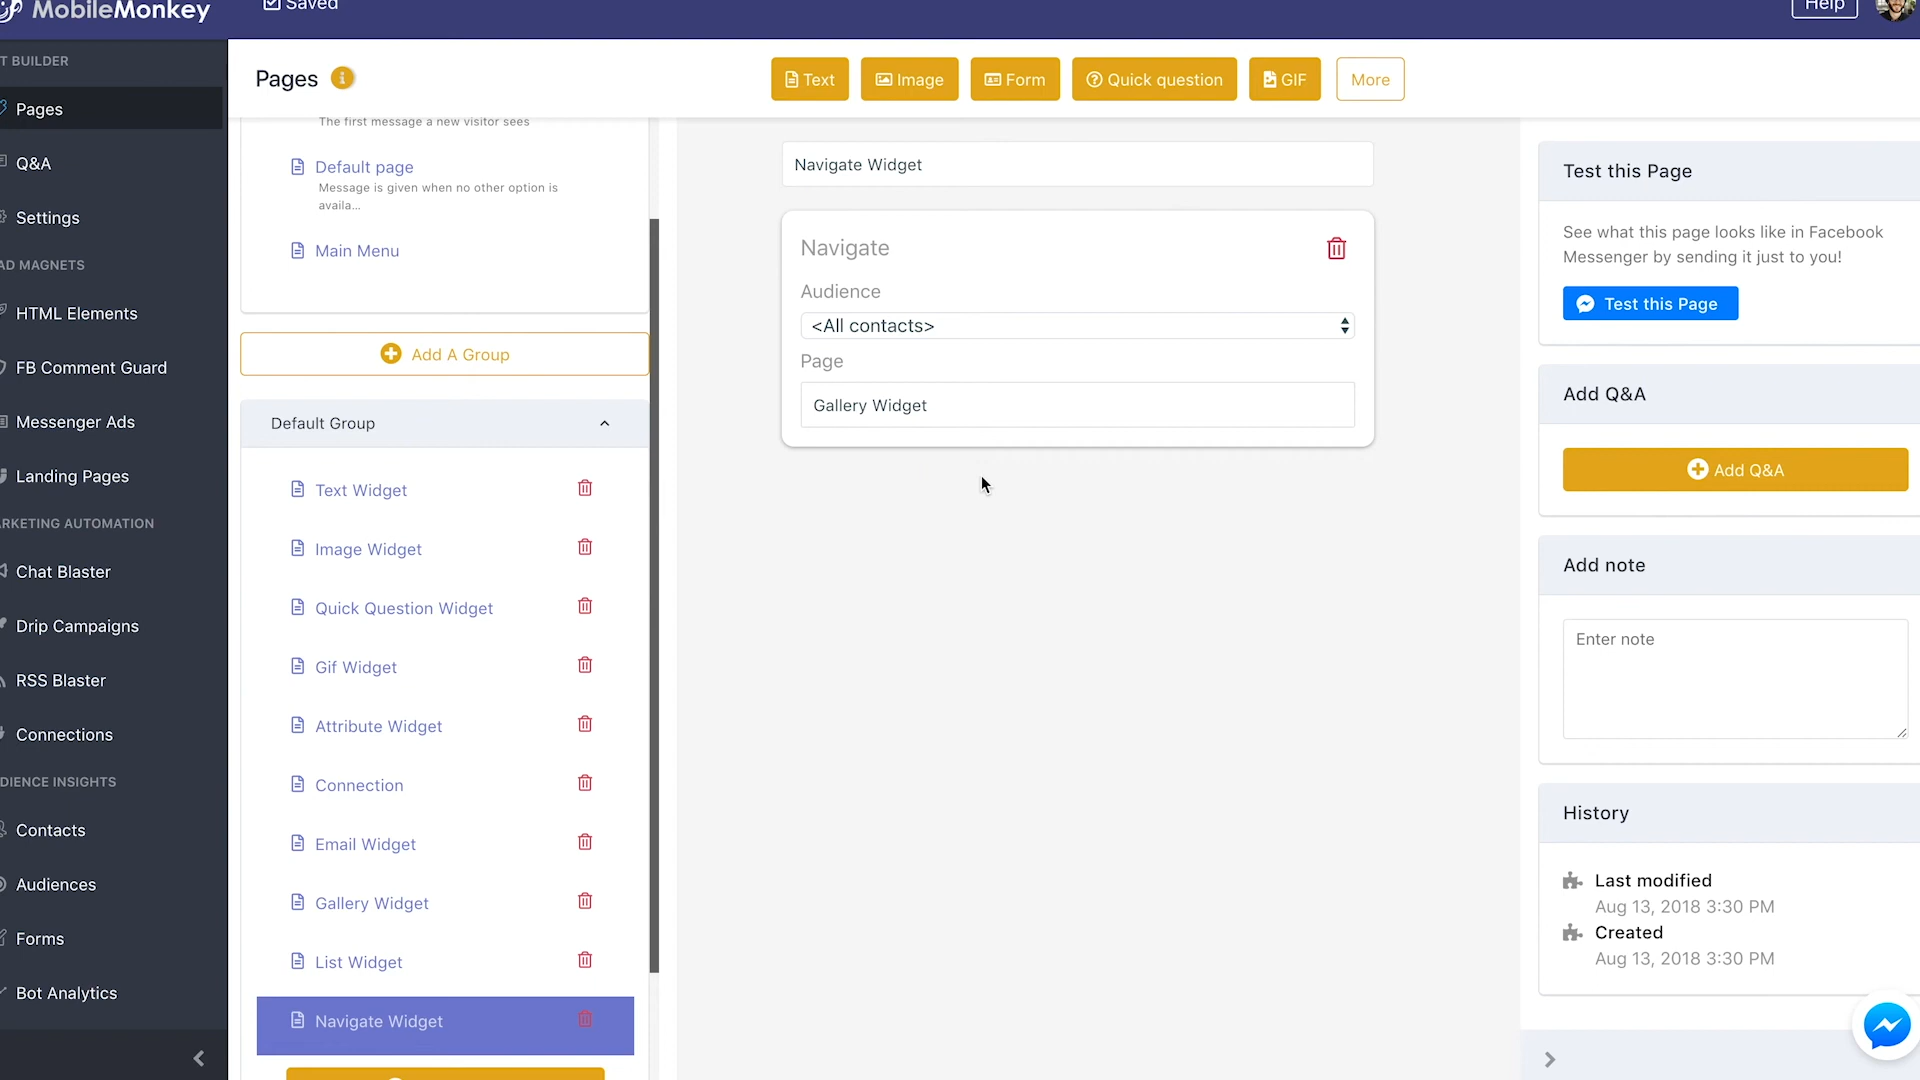 MobileMonkey
Saved
Help
T BUILDER
Pages
Q&A
Settings
AD MAGNETS
HTML Elements
FB Comment Guard
Messenger Ads
Landing Pages
ARKETING AUTOMATION
Chat Blaster
Drip Campaigns
RSS Blaster
Connections
DIENCE INSIGHTS
Contacts
Audiences
Forms
Bot Analytics
Pages
Text
Image
Form
Quick question
GIF
More
The first message a new visitor sees
Default page
Message is given when no other option is
availa...
Main Menu
Add A Group
Default Group
Text Widget
Image Widget
Quick Question Widget
Gif Widget
Attribute Widget
Connection
Email Widget
Gallery Widget
List Widget
Navigate Widget
Navigate Widget
Navigate
Audience
<All contacts>
Page
Gallery Widget
Test this Page
See what this page looks like in Facebook
Messenger by sending it just to you!
Test this Page
Add Q&A
Add Q&A
Add note
Enter note
History
Last modified
Aug 13, 2018 3:30 PM
Created
Aug 13, 2018 3:30 PM